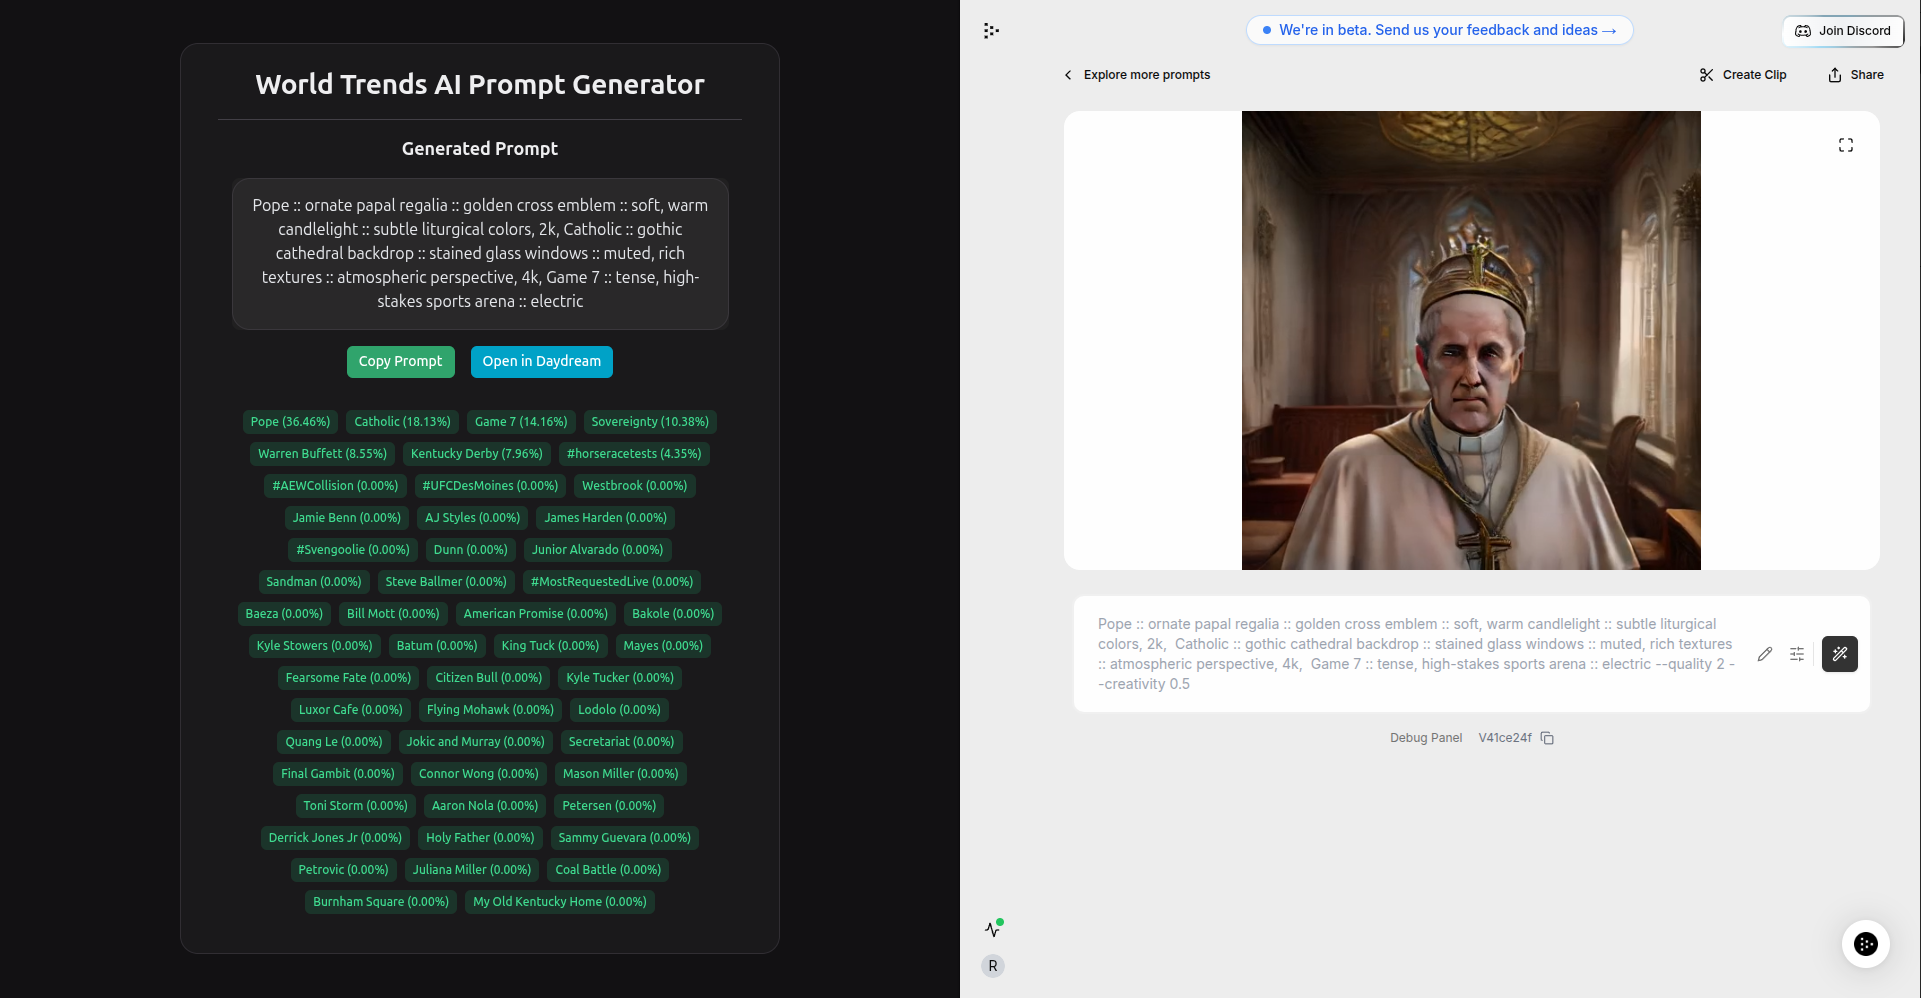 World Trends AI Prompt Generator
Generated Prompt
Pope :: ornate papal regalia :: golden cross emblem :: soft, warm
candlelight :: subtle liturgical colors, 2k, Catholic :: gothic
cathedral backdrop :: stained glass windows :: muted, rich
textures :: atmospheric perspective, 4k, Game 7 :: tense, high-
stakes sports arena :: electric
Copy Prompt Open in Daydream
Pope (36.46%) Catholic (18.13%) Game 7 (14.16%) Sovereignty (10.38%)
Warren Buffett (8.55%) Kentucky Derby (7.96%) #horseracetests (4.35%)
#AEWCollision (0.00%) #UFCDesMoines (0.00%) Westbrook (0.00%)
Jamie Benn (0.00%) AJ Styles (0.00%) James Harden (0.00%)
#Svengoolie (0.00%) Dunn (0.00%) Junior Alvarado (0.00%)
Sandman (0.00%) Steve Ballmer (0.00%) #MostRequestedLive (0.00%)
Baeza (0.00%) Bill Mott (0.00%) American Promise (0.00%) Bakole (0.00%)
Kyle Stowers (0.00%) Batum (0.00%) King Tuck (0.00%) Mayes (0.00%)
Fearsome Fate (0.00%) Citizen Bull (0.00%) Kyle Tucker (0.00%)
Luxor Cafe (0.00%) Flying Mohawk (0.00%) Lodolo (0.00%)
Quang Le (0.00%) Jokic and Murray (0.00%) Secretariat (0.00%)
Final Gambit (0.00%) Connor Wong (0.00%) Mason Miller (0.00%)
Toni Storm (0.00%) Aaron Nola (0.00%) Petersen (0.00%)
Derrick Jones Jr (0.00%) Holy Father (0.00%) Sammy Guevara (0.00%)
Petrovic (0.00%) Juliana Miller (0.00%) Coal Battle (0.00%)
Burnham Square (0.00%) My Old Kentucky Home (0.00%)
We're in beta. Send us your feedback and ideas →
Join Discord
Explore more prompts
Create Clip
Share
Pope :: ornate papal regalia :: golden cross emblem :: soft, warm candlelight :: subtle liturgical
colors, 2k,  Catholic :: gothic cathedral backdrop :: stained glass windows :: muted, rich textures
:: atmospheric perspective, 4k,  Game 7 :: tense, high-stakes sports arena :: electric --quality 2 -
-creativity 0.5
Debug Panel V41ce24f
R